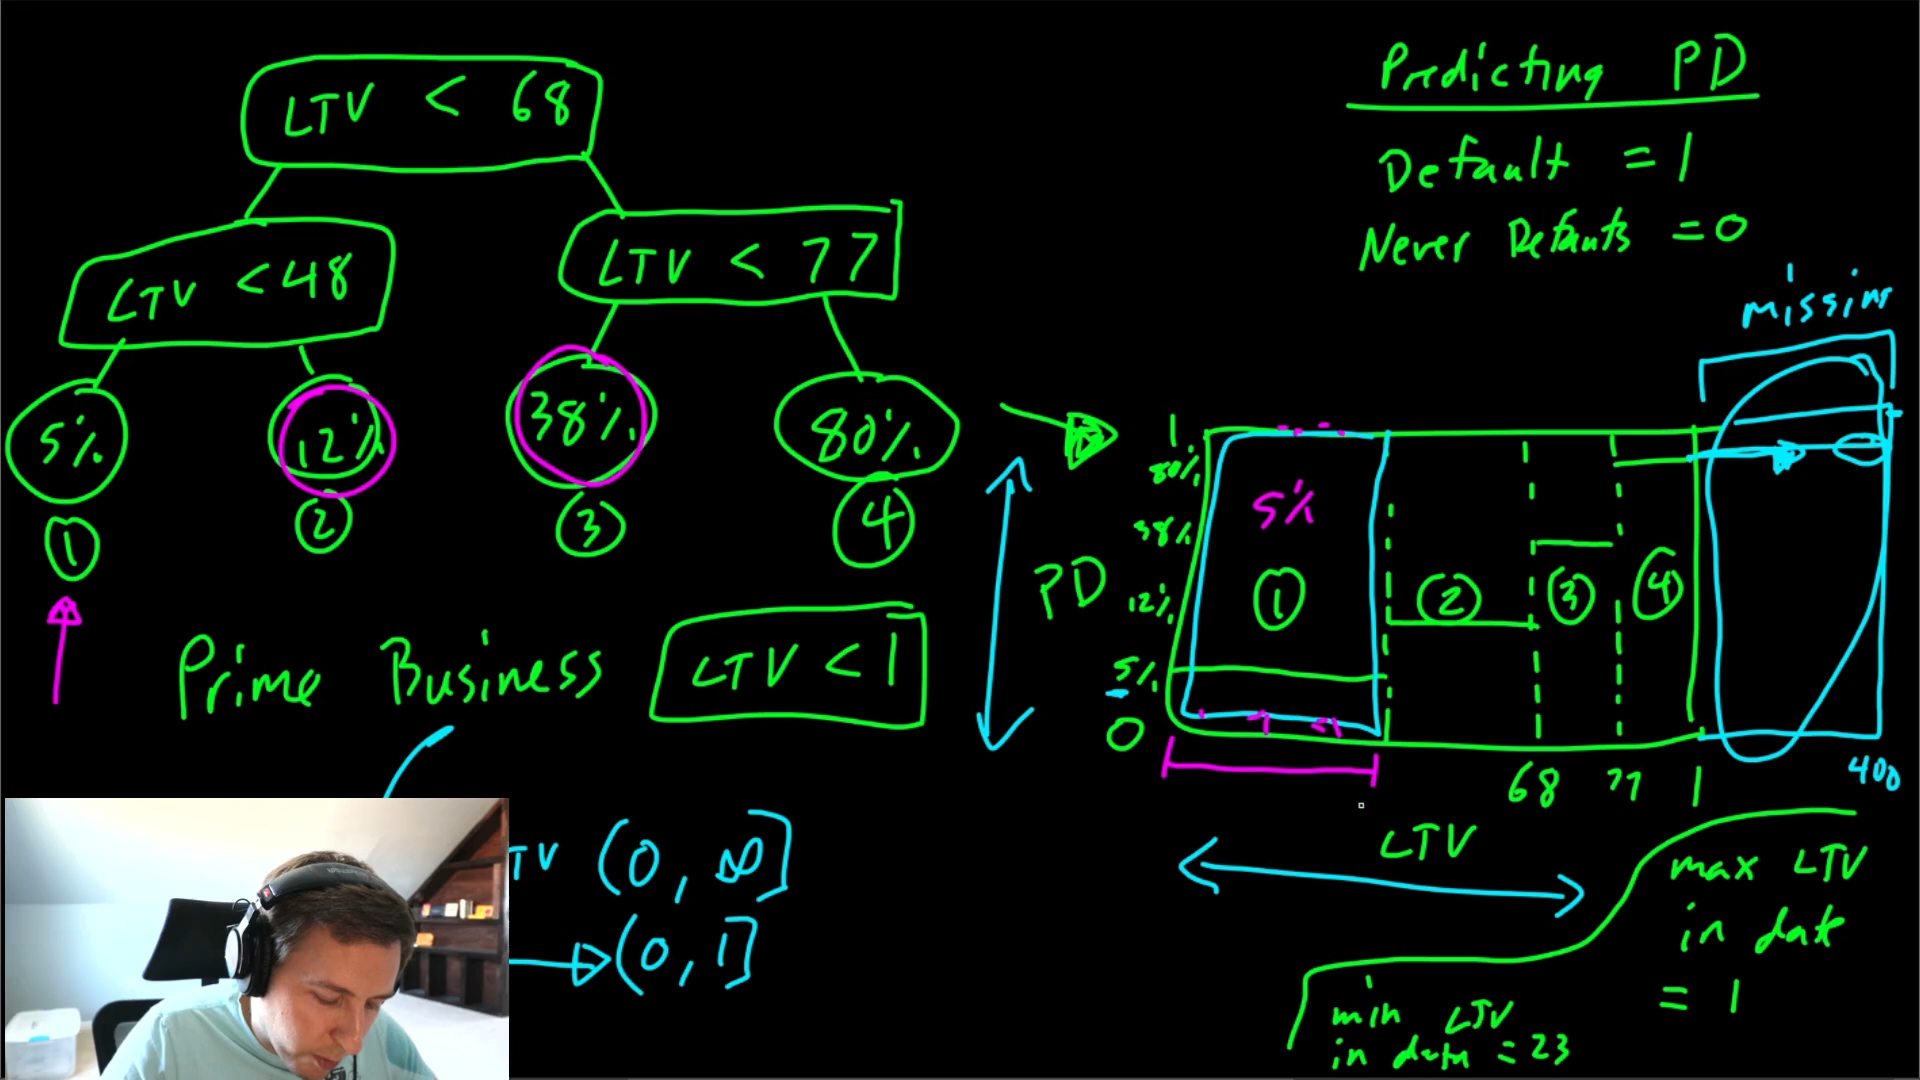 LTV < 68
LTV < 48
LTV < 77
5%
12%
38%
80%
1
2
3
4
Prime Business
LTV < 1
TV (0, ∞]
(0, 1]
Predicting PD
Default = 1
Never Defaults = 0
missing
1
80%
38%
12%
5%
0
PD
5%
1
2
3
4
68
77
1
400
LTV
max LTV
in data
= 1
min LTV
in data = 23